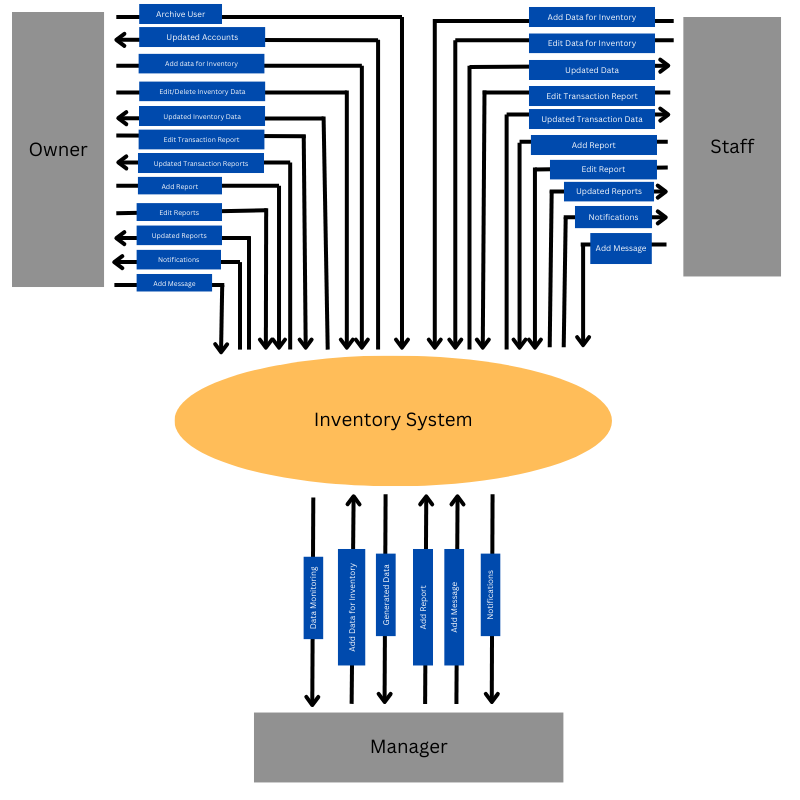 Owner
Archive User
Updated Accounts
Add data for Inventory
Edit/Delete Inventory Data
Updated Inventory Data
Edit Transaction Report
Updated Transaction Reports
Add Report
Edit Reports
Updated Reports
Notifications
Add Message
Add Data for Inventory
Edit Data for Inventory
Updated Data
Edit Transaction Report
Updated Transaction Data
Add Report
Edit Report
Updated Reports
Notifications
Add Message
Staff
Inventory System
Data Monitoring
Add Data for Inventory
Generated Data
Add Report
Add Message
Notifications
Manager